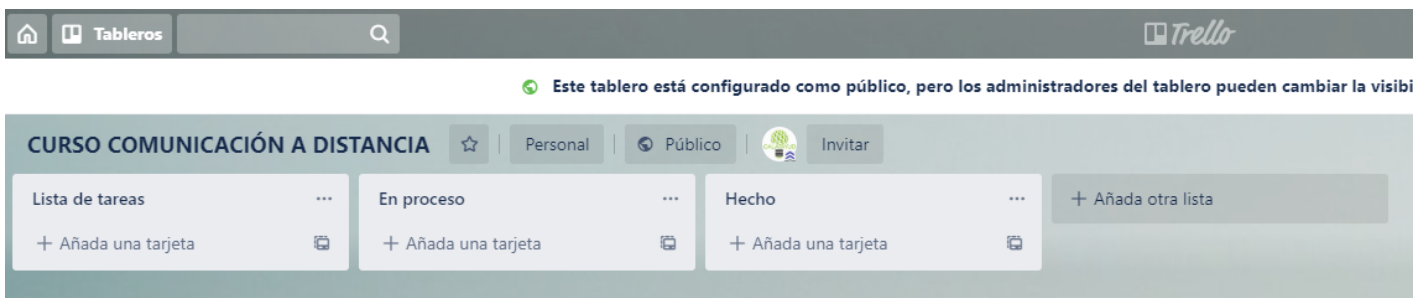 Tableros
Trello
Este tablero está configurado como público, pero los administradores del tablero pueden cambiar la visibi
CURSO COMUNICACIÓN A DISTANCIA Personal Público Invitar
Lista de tareas En proceso Hecho + Añada otra lista
+ Añada una tarjeta + Añada una tarjeta + Añada una tarjeta